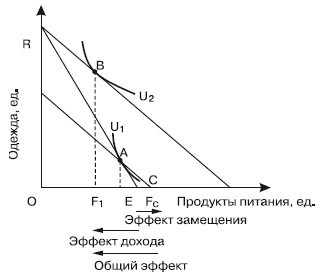 Одежда, ед.
R
B
U2
U1
A
C
O
F1
E
Fc
Продукты питания, ед.
Эффект замещения
Эффект дохода
Общий эффект